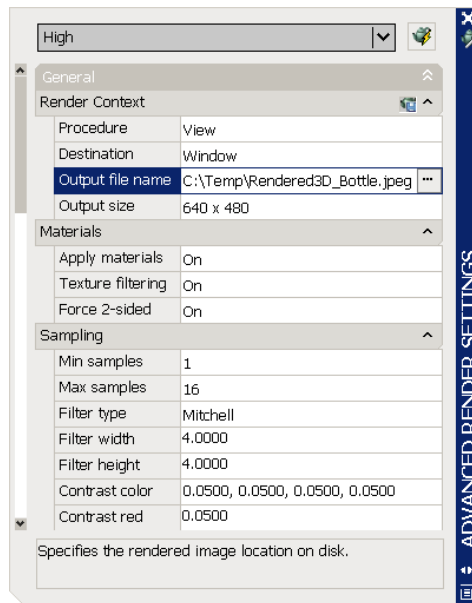 High
General
Render Context
Procedure View
Destination Window
Output file name C:\Temp\Rendered3D_Bottle.jpeg ...
Output size 640 x 480
Materials
Apply materials On
Texture filtering On
Force 2-sided On
Sampling
Min samples 1
Max samples 16
Filter type Mitchell
Filter width 4.0000
Filter height 4.0000
Contrast color 0.0500, 0.0500, 0.0500, 0.0500
Contrast red 0.0500
Specifies the rendered image location on disk.
ADVANCED RENDER SETTINGS